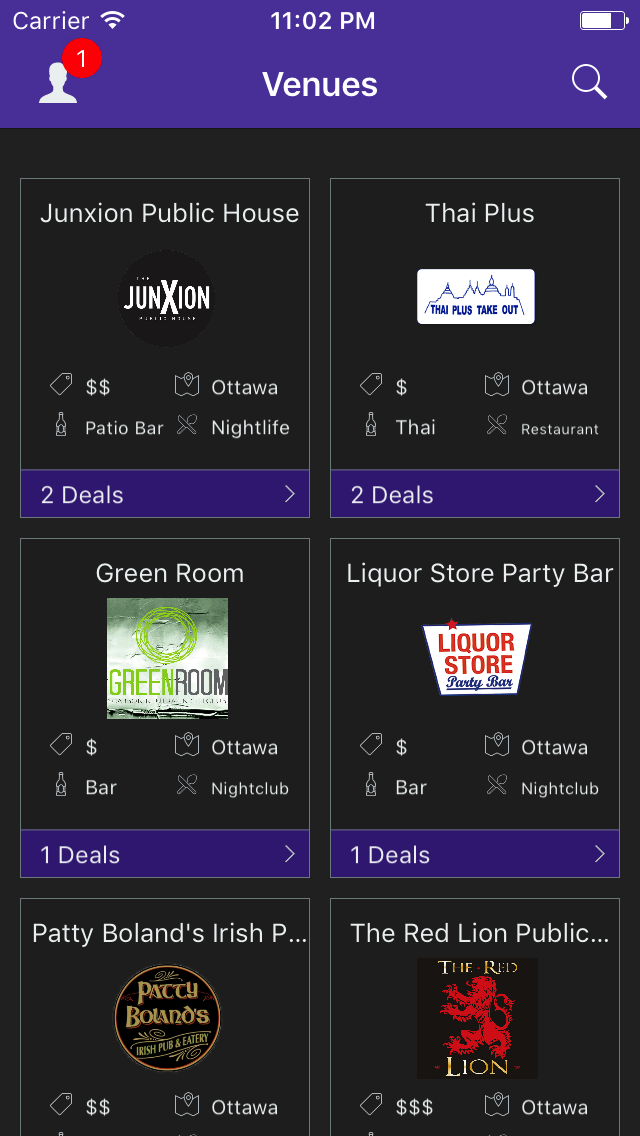 Carrier 11:02 PM
1
Venues
Junxion Public House
THE
JUNXION
PUBLIC HOUSE
$$ Ottawa
Patio Bar Nightlife
2 Deals
Thai Plus
THAI PLUS TAKE OUT
$ Ottawa
Thai Restaurant
2 Deals
Green Room
GREENROOM
$ Ottawa
Bar Nightclub
1 Deals
Liquor Store Party Bar
LIQUOR
STORE
Party Bar
$ Ottawa
Bar Nightclub
1 Deals
Patty Boland's Irish P...
PATTY
BOLAND'S
IRISH PUB & EATERY
$$ Ottawa
The Red Lion Public...
THE RED
LION
$$$ Ottawa